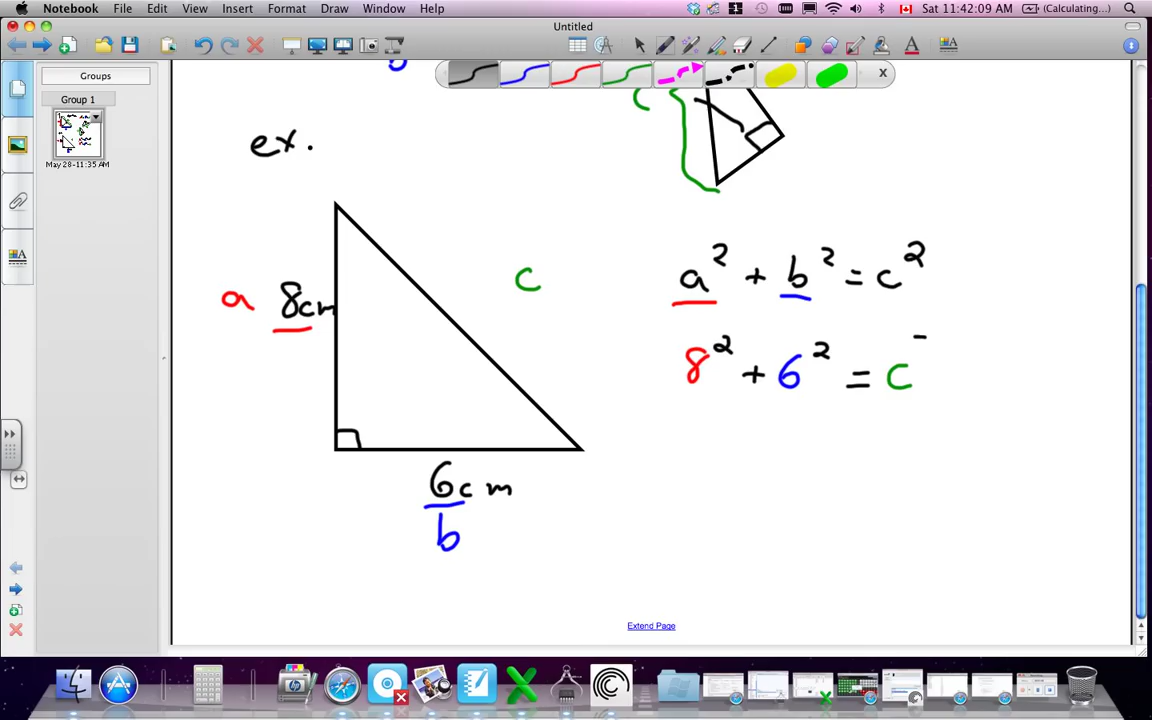 Notebook File Edit View Insert Format Draw Window Help Sat 11:42:09 AM (Calculating...)
Untitled
Groups
Group 1
May 28-11:35 AM
b
c
ex.
a 8cm
c
6cm
b
a² + b² = c²
8² + 6² = c
Extend Page